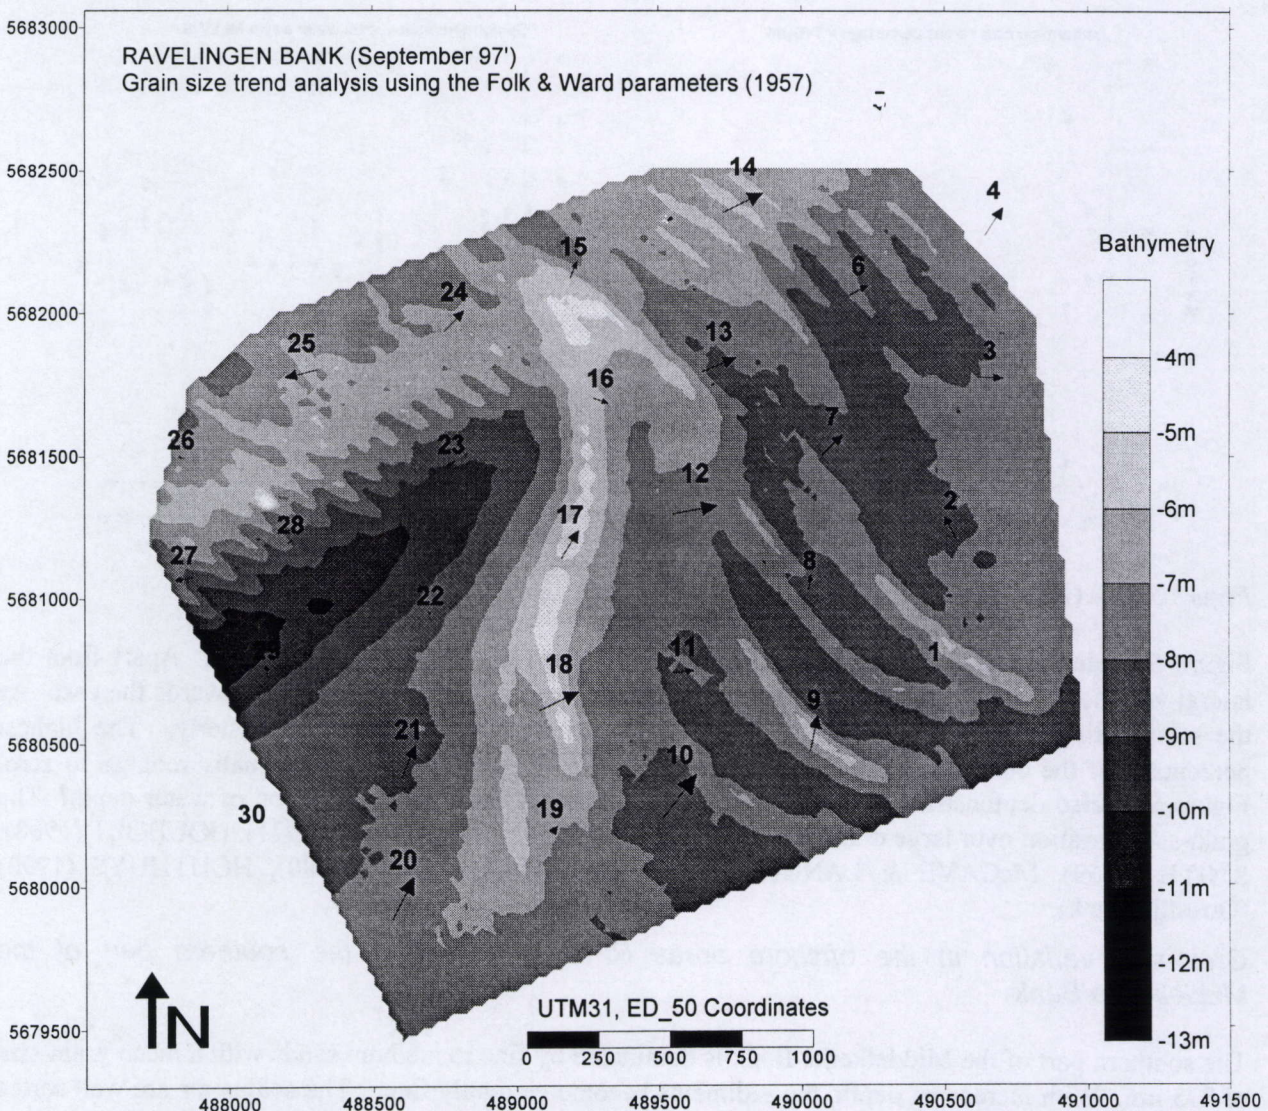 5683000
RAVELINGEN BANK (September 97')
Grain size trend analysis using the Folk & Ward parameters (1957)
5682500
14
4
15
Bathymetry
6
24
5682000
25
13
3
-4m
16
7
-5m
26
5681500
23
12
-6m
17
2
28
27
8
-7m
5681000
22
11
1
-8m
18
9
21
-9m
5680500
10
30
19
-10m
20
5680000
-11m
-12m
N
UTM31, ED_50 Coordinates
5679500
-13m
0 250 500 750 1000
488000 488500 489000 489500 490000 490500 491000 491500